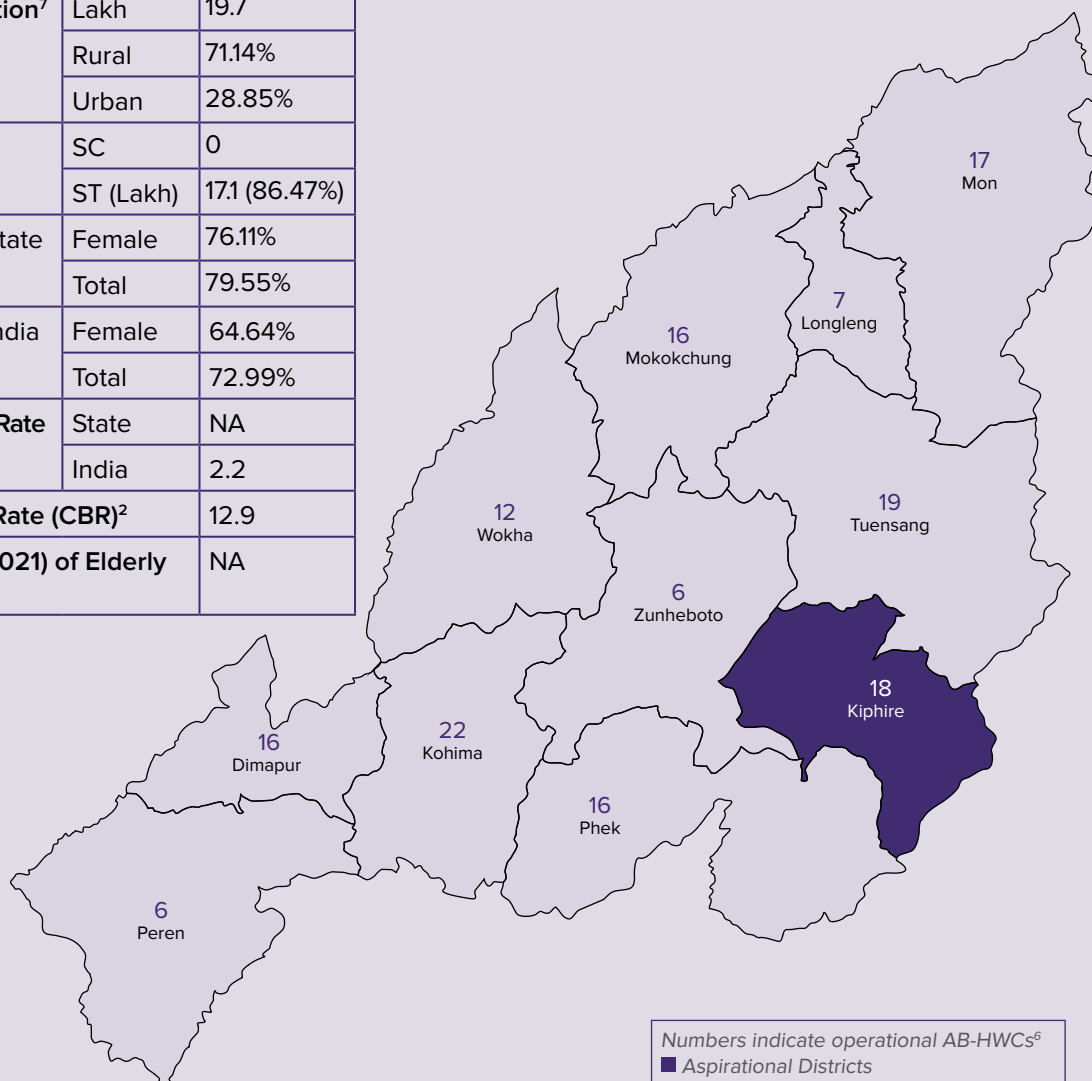 tion⁷ Lakh 19.7
Rural 71.14%
Urban 28.85%
SC 0
ST (Lakh) 17.1 (86.47%)
tate Female 76.11%
Total 79.55%
ndia Female 64.64%
Total 72.99%
Rate State NA
India 2.2
Rate (CBR)² 12.9
021) of Elderly NA
17
Mon
7
Longleng
16
Mokokchung
12
Wokha
19
Tuensang
6
Zunheboto
18
Kiphire
22
Kohima
16
Dimapur
16
Phek
6
Peren
Numbers indicate operational AB-HWCs⁶
Aspirational Districts